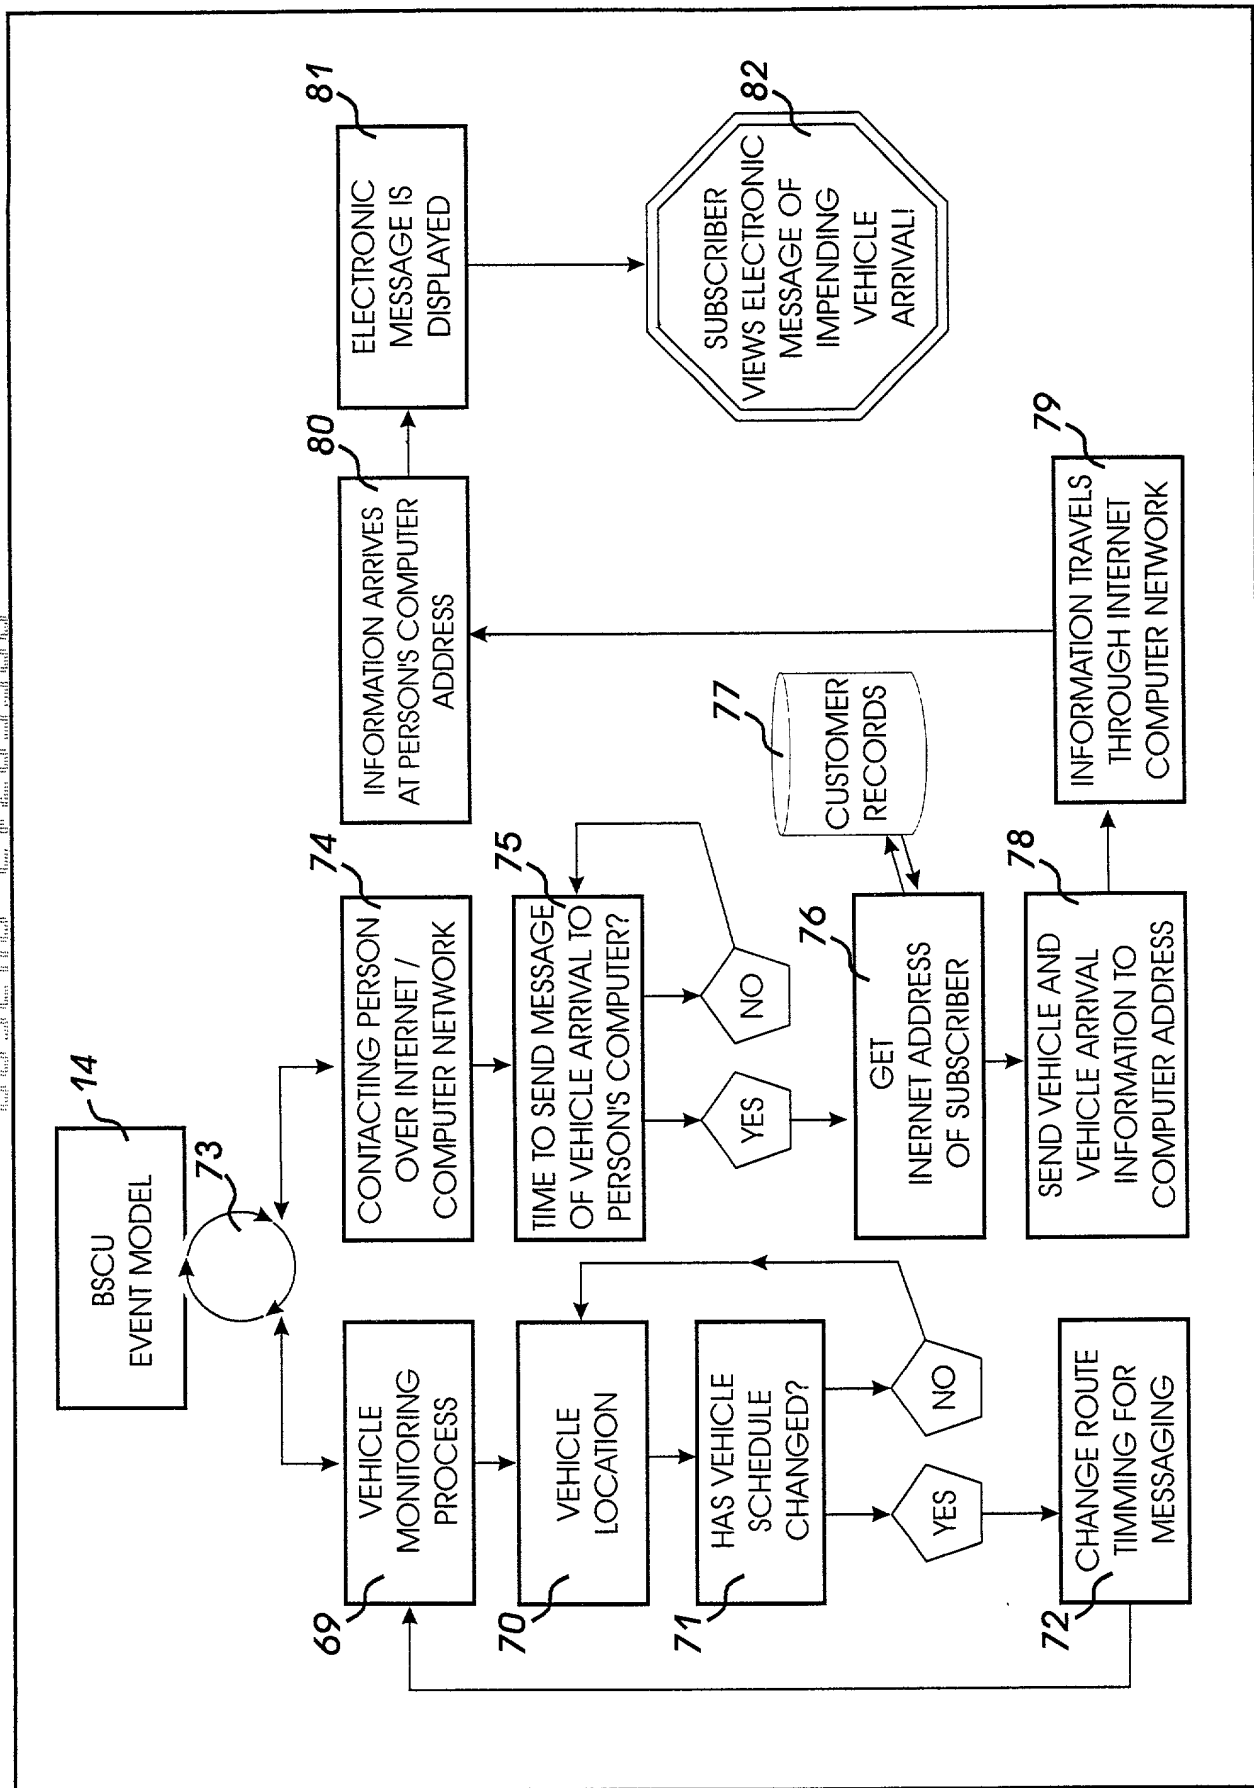 BSCU
EVENT MODEL
14
73
VEHICLE
MONITORING
PROCESS
69
VEHICLE
LOCATION
70
HAS VEHICLE
SCHEDULE
CHANGED?
71
YES
NO
CHANGE ROUTE
TIMMING FOR
MESSAGING
72
CONTACTING PERSON
OVER INTERNET /
COMPUTER NETWORK
74
TIME TO SEND MESSAGE
OF VEHICLE ARRIVAL TO
PERSON'S COMPUTER?
75
YES
NO
GET
INERNET ADDRESS
OF SUBSCRIBER
76
CUSTOMER
RECORDS
77
SEND VEHICLE AND
VEHICLE ARRIVAL
INFORMATION TO
COMPUTER ADDRESS
78
INFORMATION TRAVELS
THROUGH INTERNET
COMPUTER NETWORK
79
INFORMATION ARRIVES
AT PERSON'S COMPUTER
ADDRESS
80
ELECTRONIC
MESSAGE IS
DISPLAYED
81
SUBSCRIBER
VIEWS ELECTRONIC
MESSAGE OF
IMPENDING
VEHICLE
ARRIVAL!
82